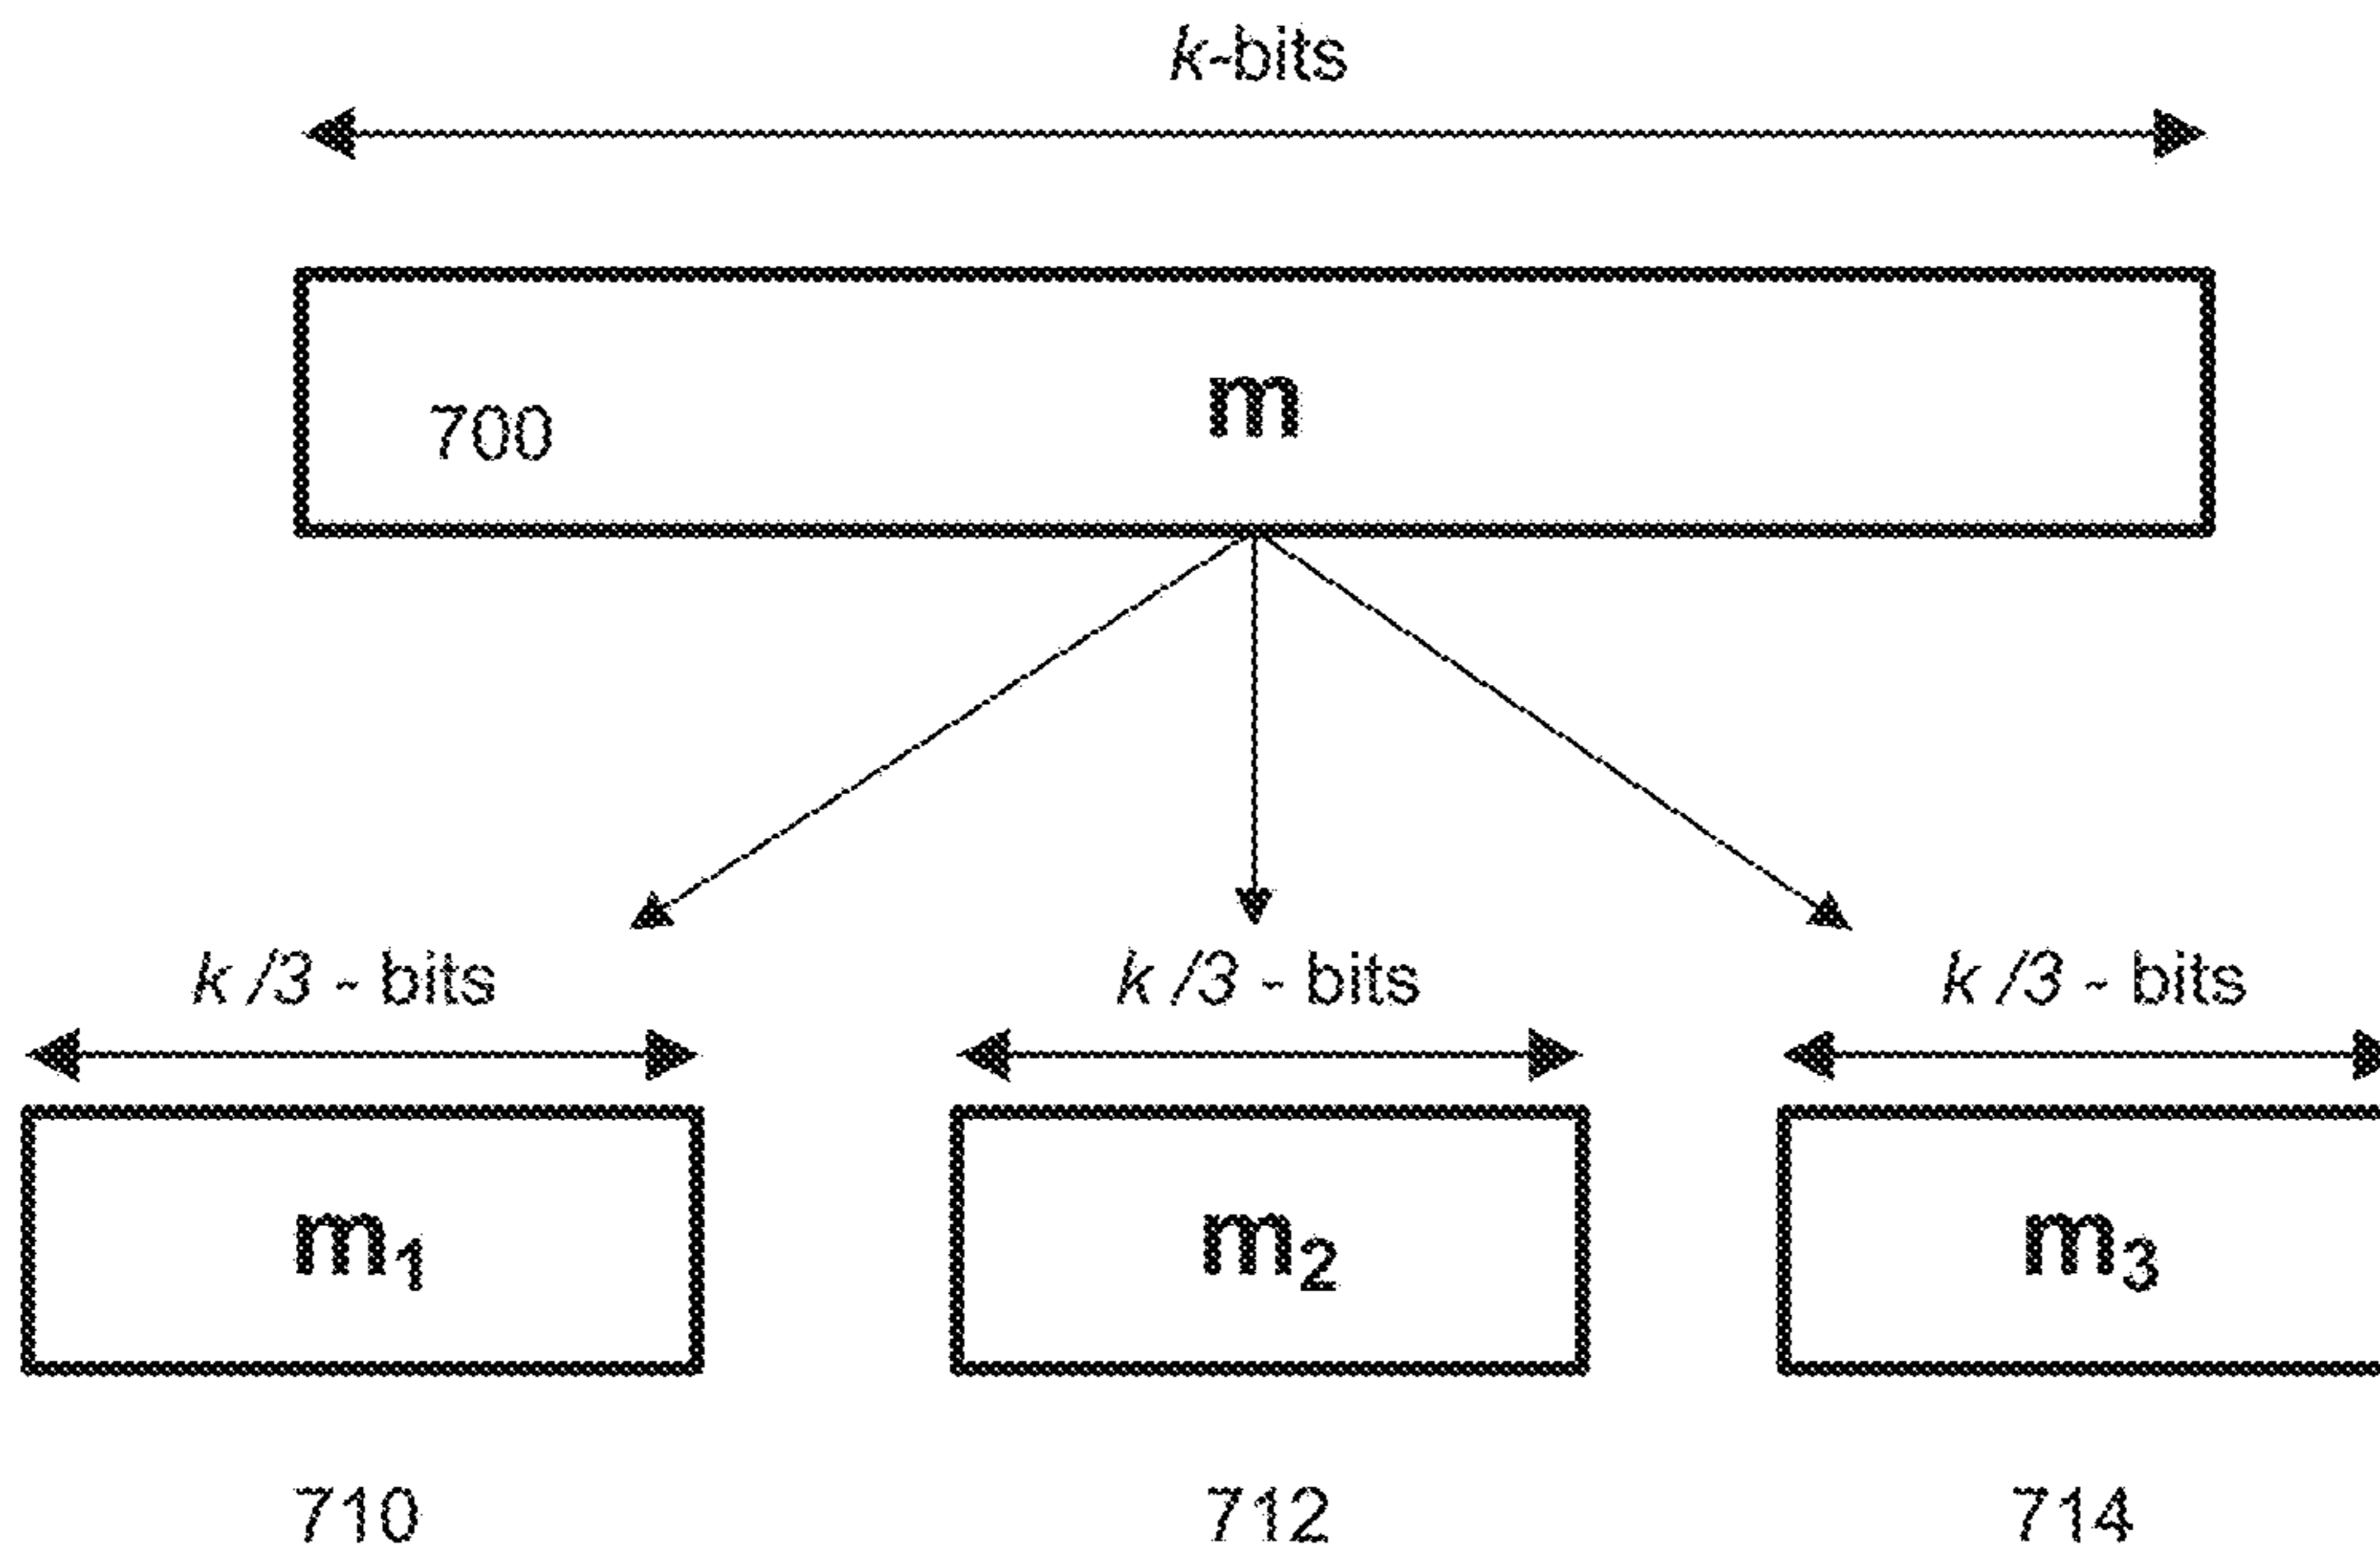 k-bits
700
m
k /3 - bits
k /3 - bits
k /3 - bits
m₁
m₂
m₃
710
712
714